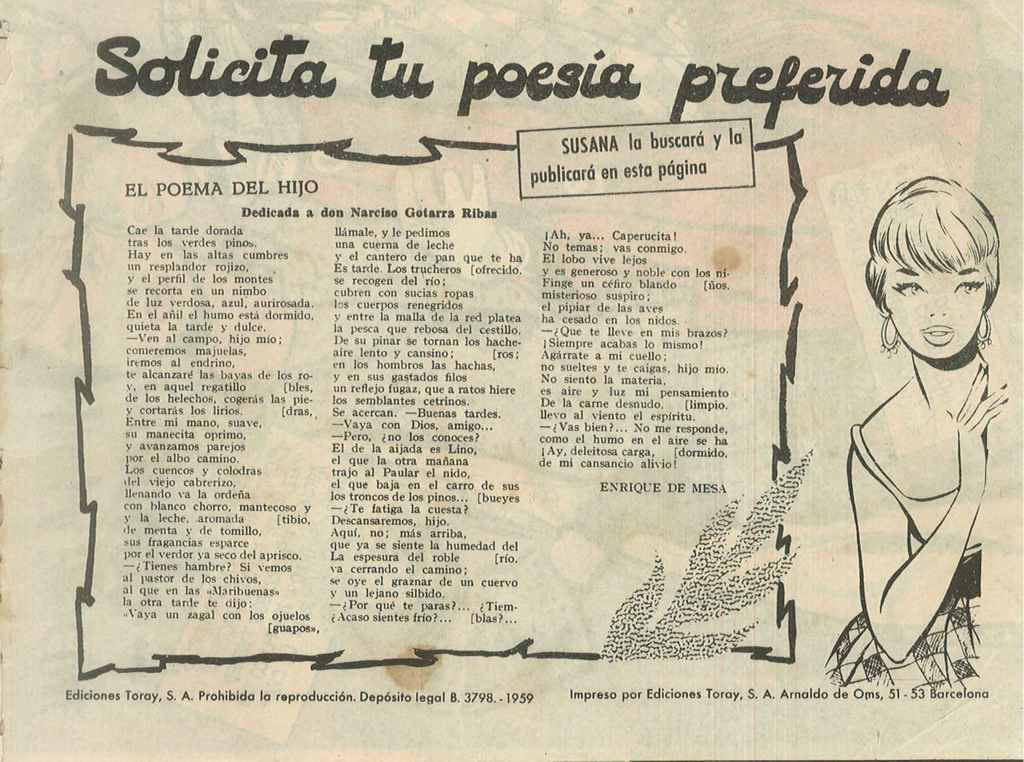 Solicita tu poesía preferida
SUSANA la buscará y la
publicará en esta página
EL POEMA DEL HIJO
Dedicada a don Narciso Gotarra Ribas
Cae la tarde dorada
tras los verdes pinos.
Hay en las altas cumbres
un resplandor rojizo,
y el perfil de los montes
se recorta en un nimbo
de luz verdosa, azul, aurirosada.
En el añil el humo está dormido,
quieta la tarde y dulce.
—Ven al campo, hijo mío;
comeremos majuelas,
iremos al endrino,
te alcanzaré las bayas de los ro-
y, en aquel regatillo [bles,
de los helechos, cogerás las pie-
y cortarás los lirios. [dras,
Entre mi mano, suave,
su manecita oprimo,
y avanzamos parejos
por el albo camino.
Los cuencos y colodras
del viejo cabrerizo,
llenando va la ordeña
con blanco chorro, mantecoso y
y la leche, aromada [tibio,
de menta y de tomillo,
sus fragancias esparce
por el verdor ya seco del aprisco.
—¿Tienes hambre? Si vemos
al pastor de los chivos,
al que en las «Maribuenas»
la otra tarde te dijo:
«Vaya un zagal con los ojuelos
[guapos»,
llámale, y le pedimos
una cuerna de leche
y el cantero de pan que te ha
Es tarde. Los trucheros [ofrecido.
se recogen del río;
cubren con sucias ropas
los cuerpos renegridos
y entre la malla de la red platea
la pesca que rebosa del cestillo.
De su pinar se tornan los hache-
aire lento y cansino; [ros;
en los hombros las hachas,
y en sus gastados filos
un reflejo fugaz, que a ratos hiere
los semblantes cetrinos.
Se acercan. —Buenas tardes.
—Vaya con Dios, amigo...
—Pero, ¿no los conoces?
El de la aijada es Lino,
el que la otra mañana
trajo al Paular el nido,
el que baja en el carro de sus
los troncos de los pinos... [bueyes
—¿Te fatiga la cuesta?
Descansaremos, hijo.
Aquí, no; más arriba,
que ya se siente la humedad del
La espesura del roble [río.
va cerrando el camino;
se oye el graznar de un cuervo
y un lejano silbido.
—¿Por qué te paras?... ¿Tiem-
¿Acaso sientes frío?... [blas?...
¡Ah, ya... Caperucita!
No temas; vas conmigo.
El lobo vive lejos
y es generoso y noble con los ni-
Finge un céfiro blando [ños.
misterioso suspiro;
el pipiar de las aves
ha cesado en los nidos.
—¿Que te lleve en mis brazos?
¡Siempre acabas lo mismo!
Agárrate a mi cuello;
no sueltes y te caigas, hijo mío.
No siento la materia,
es aire y luz mi pensamiento
De la carne desnudo, [limpio.
llevo al viento el espíritu.
—¿Vas bien?... No me responde,
como el humo en el aire se ha
¡Ay, deleitosa carga, [dormido.
de mi cansancio alivio!
ENRIQUE DE MESA
Ediciones Toray, S. A. Prohibida la reproducción. Depósito legal B. 3798. - 1959
Impreso por Ediciones Toray, S. A. Arnaldo de Oms, 51 - 53 Barcelona